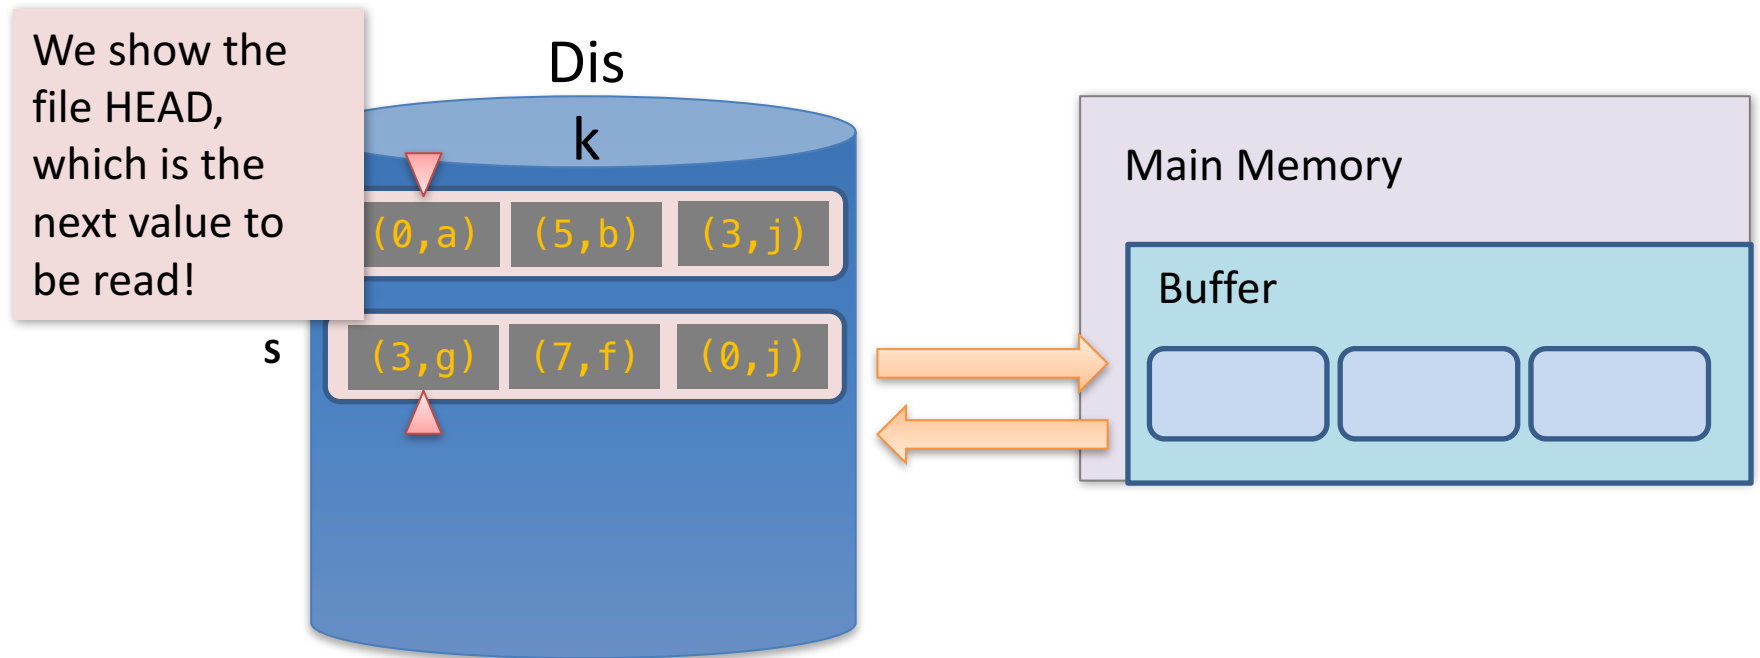 We show the
file HEAD,
which is the
next value to
be read!
Dis
k
(0,a) (5,b) (3,j)
s
(3,g) (7,f) (0,j)
Main Memory
Buffer